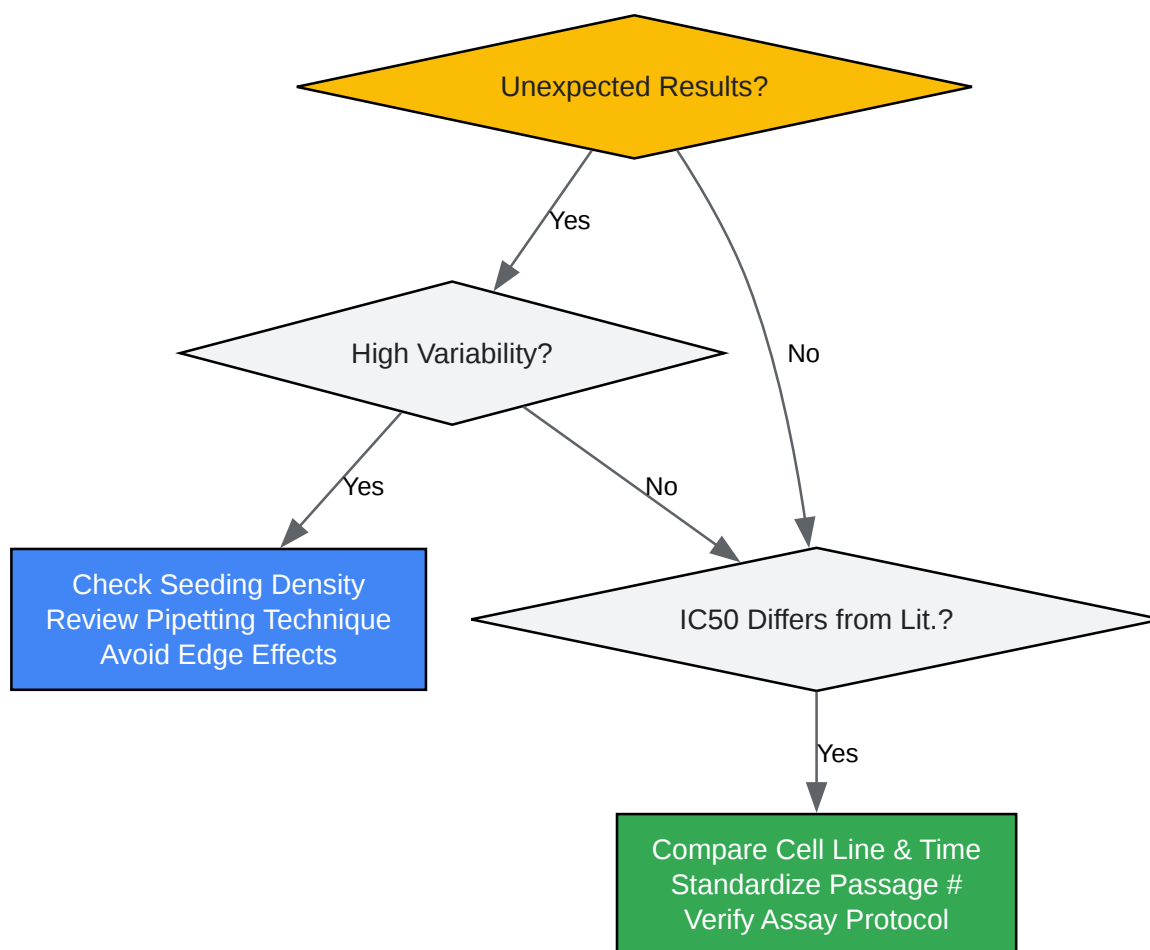 Unexpected Results?
Yes
No
High Variability?
Yes
No
Check Seeding Density
Review Pipetting Technique
Avoid Edge Effects
IC50 Differs from Lit.?
Yes
Compare Cell Line & Time
Standardize Passage #
Verify Assay Protocol